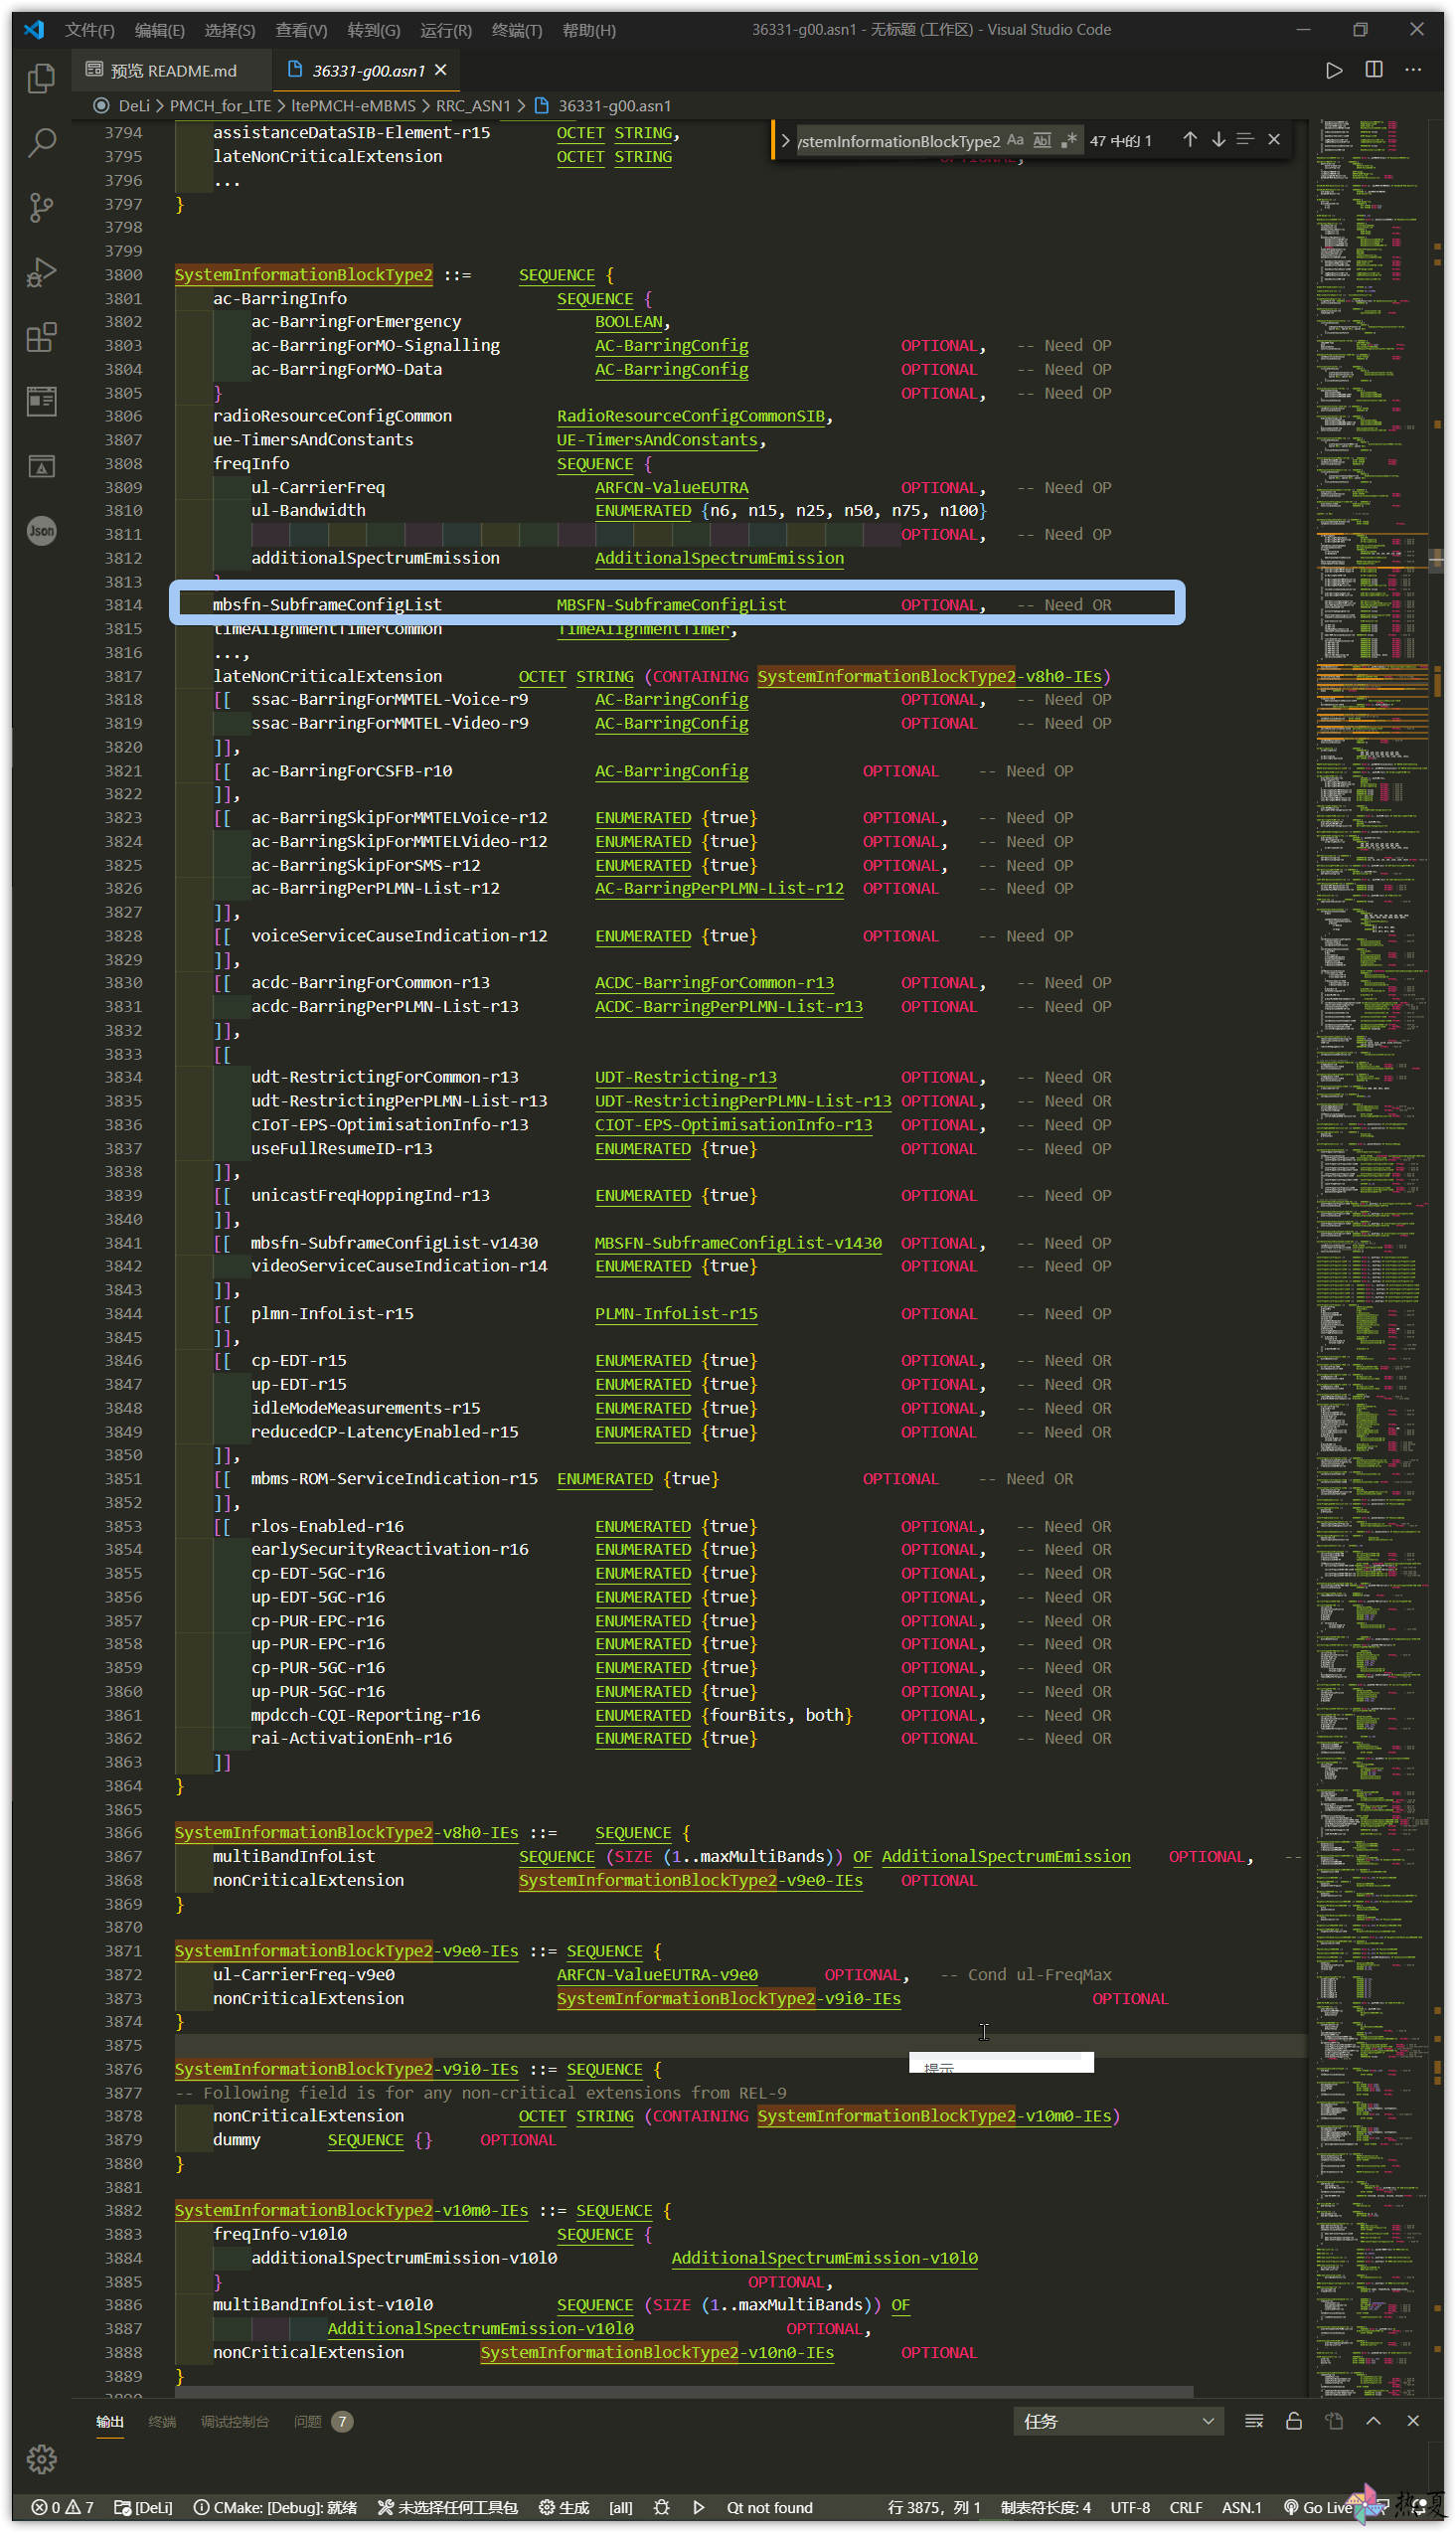 文件(F) 编辑(E) 选择(S) 查看(V) 转到(G) 运行(R) 终端(T) 帮助(H) 36331-g00.asn1 - 无标题 (工作区) - Visual Studio Code
预览 README.md 36331-g00.asn1
DeLi > PMCH_for_LTE > ltePMCH-eMBMS > RRC_ASN1 > 36331-g00.asn1
ystemInformationBlockType2 Aa Abl .* 47 中的 1
3794 assistanceDataSIB-Element-r15 OCTET STRING,
3795 lateNonCriticalExtension OCTET STRING OPTIONAL,
3796 ...
3797 }
3798
3799
3800 SystemInformationBlockType2 ::= SEQUENCE {
3801 ac-BarringInfo SEQUENCE {
3802 ac-BarringForEmergency BOOLEAN,
3803 ac-BarringForMO-Signalling AC-BarringConfig OPTIONAL, -- Need OP
3804 ac-BarringForMO-Data AC-BarringConfig OPTIONAL -- Need OP
3805 } OPTIONAL, -- Need OP
3806 radioResourceConfigCommon RadioResourceConfigCommonSIB,
3807 ue-TimersAndConstants UE-TimersAndConstants,
3808 freqInfo SEQUENCE {
3809 ul-CarrierFreq ARFCN-ValueEUTRA OPTIONAL, -- Need OP
3810 ul-Bandwidth ENUMERATED {n6, n15, n25, n50, n75, n100}
3811 OPTIONAL, -- Need OP
3812 additionalSpectrumEmission AdditionalSpectrumEmission
3813
3814 mbsfn-SubframeConfigList MBSFN-SubframeConfigList OPTIONAL, -- Need OR
3815 timeAlignmentTimerCommon TimeAlignmentTimer,
3816 ...,
3817 lateNonCriticalExtension OCTET STRING (CONTAINING SystemInformationBlockType2-v8h0-IEs)
3818 [[ ssac-BarringForMMTEL-Voice-r9 AC-BarringConfig OPTIONAL, -- Need OP
3819 ssac-BarringForMMTEL-Video-r9 AC-BarringConfig OPTIONAL -- Need OP
3820 ]],
3821 [[ ac-BarringForCSFB-r10 AC-BarringConfig OPTIONAL -- Need OP
3822 ]],
3823 [[ ac-BarringSkipForMMTELVoice-r12 ENUMERATED {true} OPTIONAL, -- Need OP
3824 ac-BarringSkipForMMTELVideo-r12 ENUMERATED {true} OPTIONAL, -- Need OP
3825 ac-BarringSkipForSMS-r12 ENUMERATED {true} OPTIONAL, -- Need OP
3826 ac-BarringPerPLMN-List-r12 AC-BarringPerPLMN-List-r12 OPTIONAL -- Need OP
3827 ]],
3828 [[ voiceServiceCauseIndication-r12 ENUMERATED {true} OPTIONAL -- Need OP
3829 ]],
3830 [[ acdc-BarringForCommon-r13 ACDC-BarringForCommon-r13 OPTIONAL, -- Need OP
3831 acdc-BarringPerPLMN-List-r13 ACDC-BarringPerPLMN-List-r13 OPTIONAL -- Need OP
3832 ]],
3833 [[
3834 udt-RestrictingForCommon-r13 UDT-Restricting-r13 OPTIONAL, -- Need OR
3835 udt-RestrictingPerPLMN-List-r13 UDT-RestrictingPerPLMN-List-r13 OPTIONAL, -- Need OR
3836 cIoT-EPS-OptimisationInfo-r13 CIOT-EPS-OptimisationInfo-r13 OPTIONAL, -- Need OP
3837 useFullResumeID-r13 ENUMERATED {true} OPTIONAL -- Need OP
3838 ]],
3839 [[ unicastFreqHoppingInd-r13 ENUMERATED {true} OPTIONAL -- Need OP
3840 ]],
3841 [[ mbsfn-SubframeConfigList-v1430 MBSFN-SubframeConfigList-v1430 OPTIONAL, -- Need OP
3842 videoServiceCauseIndication-r14 ENUMERATED {true} OPTIONAL -- Need OP
3843 ]],
3844 [[ plmn-InfoList-r15 PLMN-InfoList-r15 OPTIONAL -- Need OP
3845 ]],
3846 [[ cp-EDT-r15 ENUMERATED {true} OPTIONAL, -- Need OR
3847 up-EDT-r15 ENUMERATED {true} OPTIONAL, -- Need OR
3848 idleModeMeasurements-r15 ENUMERATED {true} OPTIONAL, -- Need OR
3849 reducedCP-LatencyEnabled-r15 ENUMERATED {true} OPTIONAL -- Need OR
3850 ]],
3851 [[ mbms-ROM-ServiceIndication-r15 ENUMERATED {true} OPTIONAL -- Need OR
3852 ]],
3853 [[ rlos-Enabled-r16 ENUMERATED {true} OPTIONAL, -- Need OR
3854 earlySecurityReactivation-r16 ENUMERATED {true} OPTIONAL, -- Need OR
3855 cp-EDT-5GC-r16 ENUMERATED {true} OPTIONAL, -- Need OR
3856 up-EDT-5GC-r16 ENUMERATED {true} OPTIONAL, -- Need OR
3857 cp-PUR-EPC-r16 ENUMERATED {true} OPTIONAL, -- Need OR
3858 up-PUR-EPC-r16 ENUMERATED {true} OPTIONAL, -- Need OR
3859 cp-PUR-5GC-r16 ENUMERATED {true} OPTIONAL, -- Need OR
3860 up-PUR-5GC-r16 ENUMERATED {true} OPTIONAL, -- Need OR
3861 mpdcch-CQI-Reporting-r16 ENUMERATED {fourBits, both} OPTIONAL, -- Need OR
3862 rai-ActivationEnh-r16 ENUMERATED {true} OPTIONAL -- Need OR
3863 ]]
3864 }
3865
3866 SystemInformationBlockType2-v8h0-IEs ::= SEQUENCE {
3867 multiBandInfoList SEQUENCE (SIZE (1..maxMultiBands)) OF AdditionalSpectrumEmission OPTIONAL, --
3868 nonCriticalExtension SystemInformationBlockType2-v9e0-IEs OPTIONAL
3869 }
3870
3871 SystemInformationBlockType2-v9e0-IEs ::= SEQUENCE {
3872 ul-CarrierFreq-v9e0 ARFCN-ValueEUTRA-v9e0 OPTIONAL, -- Cond ul-FreqMax
3873 nonCriticalExtension SystemInformationBlockType2-v9i0-IEs OPTIONAL
3874 }
3875
3876 SystemInformationBlockType2-v9i0-IEs ::= SEQUENCE {
提示
3877 -- Following field is for any non-critical extensions from REL-9
3878 nonCriticalExtension OCTET STRING (CONTAINING SystemInformationBlockType2-v10m0-IEs)
3879 dummy SEQUENCE {} OPTIONAL
3880 }
3881
3882 SystemInformationBlockType2-v10m0-IEs ::= SEQUENCE {
3883 freqInfo-v10l0 SEQUENCE {
3884 additionalSpectrumEmission-v10l0 AdditionalSpectrumEmission-v10l0
3885 } OPTIONAL,
3886 multiBandInfoList-v10l0 SEQUENCE (SIZE (1..maxMultiBands)) OF
3887 AdditionalSpectrumEmission-v10l0 OPTIONAL,
3888 nonCriticalExtension SystemInformationBlockType2-v10n0-IEs OPTIONAL
3889 }
输出 终端 调试控制台 问题 7 任务
0 7 [DeLi] CMake: [Debug]: 就绪 未选择任何工具包 生成 [all] Qt not found 行 3875，列 1 制表符长度: 4 UTF-8 CRLF ASN.1 Go Live 热夏
Json